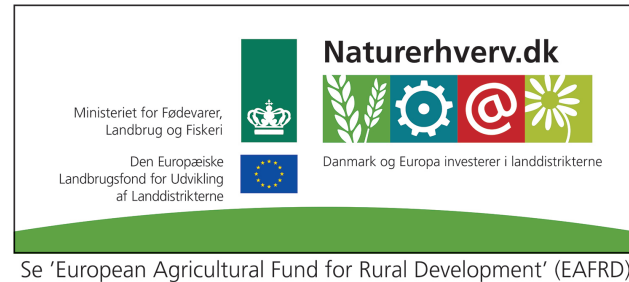 Naturerhverv.dk
Ministeriet for Fødevarer,
Landbrug og Fiskeri
@
Den Europæiske
Landbrugsfond for Udvikling
af Landdistrikterne
Danmark og Europa investerer i landdistrikterne
Se ’European Agricultural Fund for Rural Development’ (EAFRD)